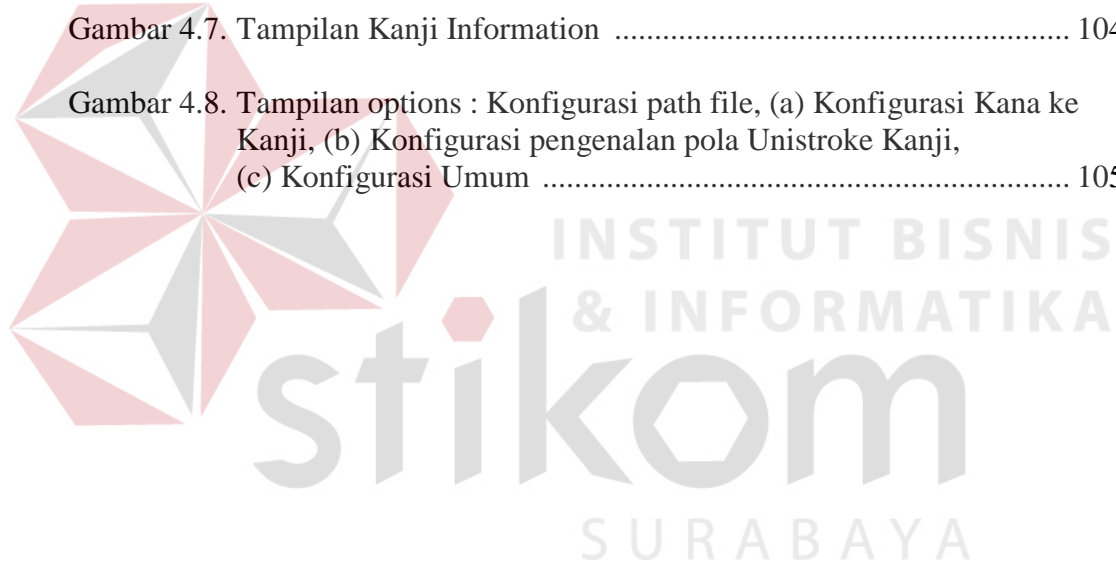 Gambar 4.7. Tampilan Kanji Information ........................................................ 104
Gambar 4.8. Tampilan options : Konfigurasi path file, (a) Konfigurasi Kana ke
Kanji, (b) Konfigurasi pengenalan pola Unistroke Kanji,
(c) Konfigurasi Umum ................................................................. 105
INSTITUT BISNIS
& INFORMATIKA
stikom
SURABAYA